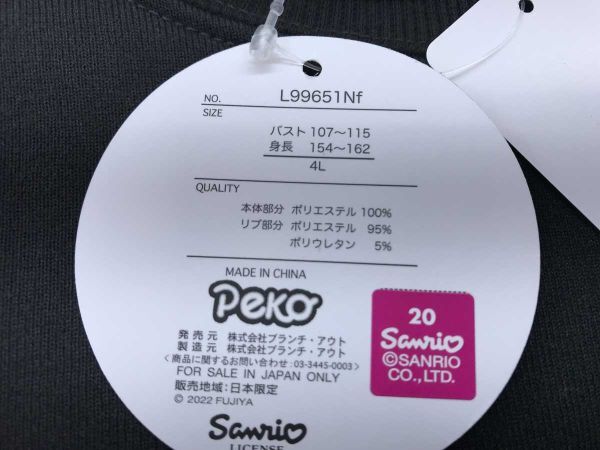 NO. L99651Nf
SIZE
バスト 107～115
身長 154～162
4L
QUALITY
本体部分 ポリエステル 100%
リブ部分 ポリエステル 95%
ポリウレタン 5%
MADE IN CHINA
Peko
発売元 株式会社ブランチ・アウト
製造元 株式会社ブランチ・アウト
〈商品に関するお問い合わせ：03-3445-0003〉
FOR SALE IN JAPAN ONLY
販売地域：日本限定
© 2022 FUJIYA
Sanrio
LICENSE
20
Sanrio
©SANRIO
CO., LTD.